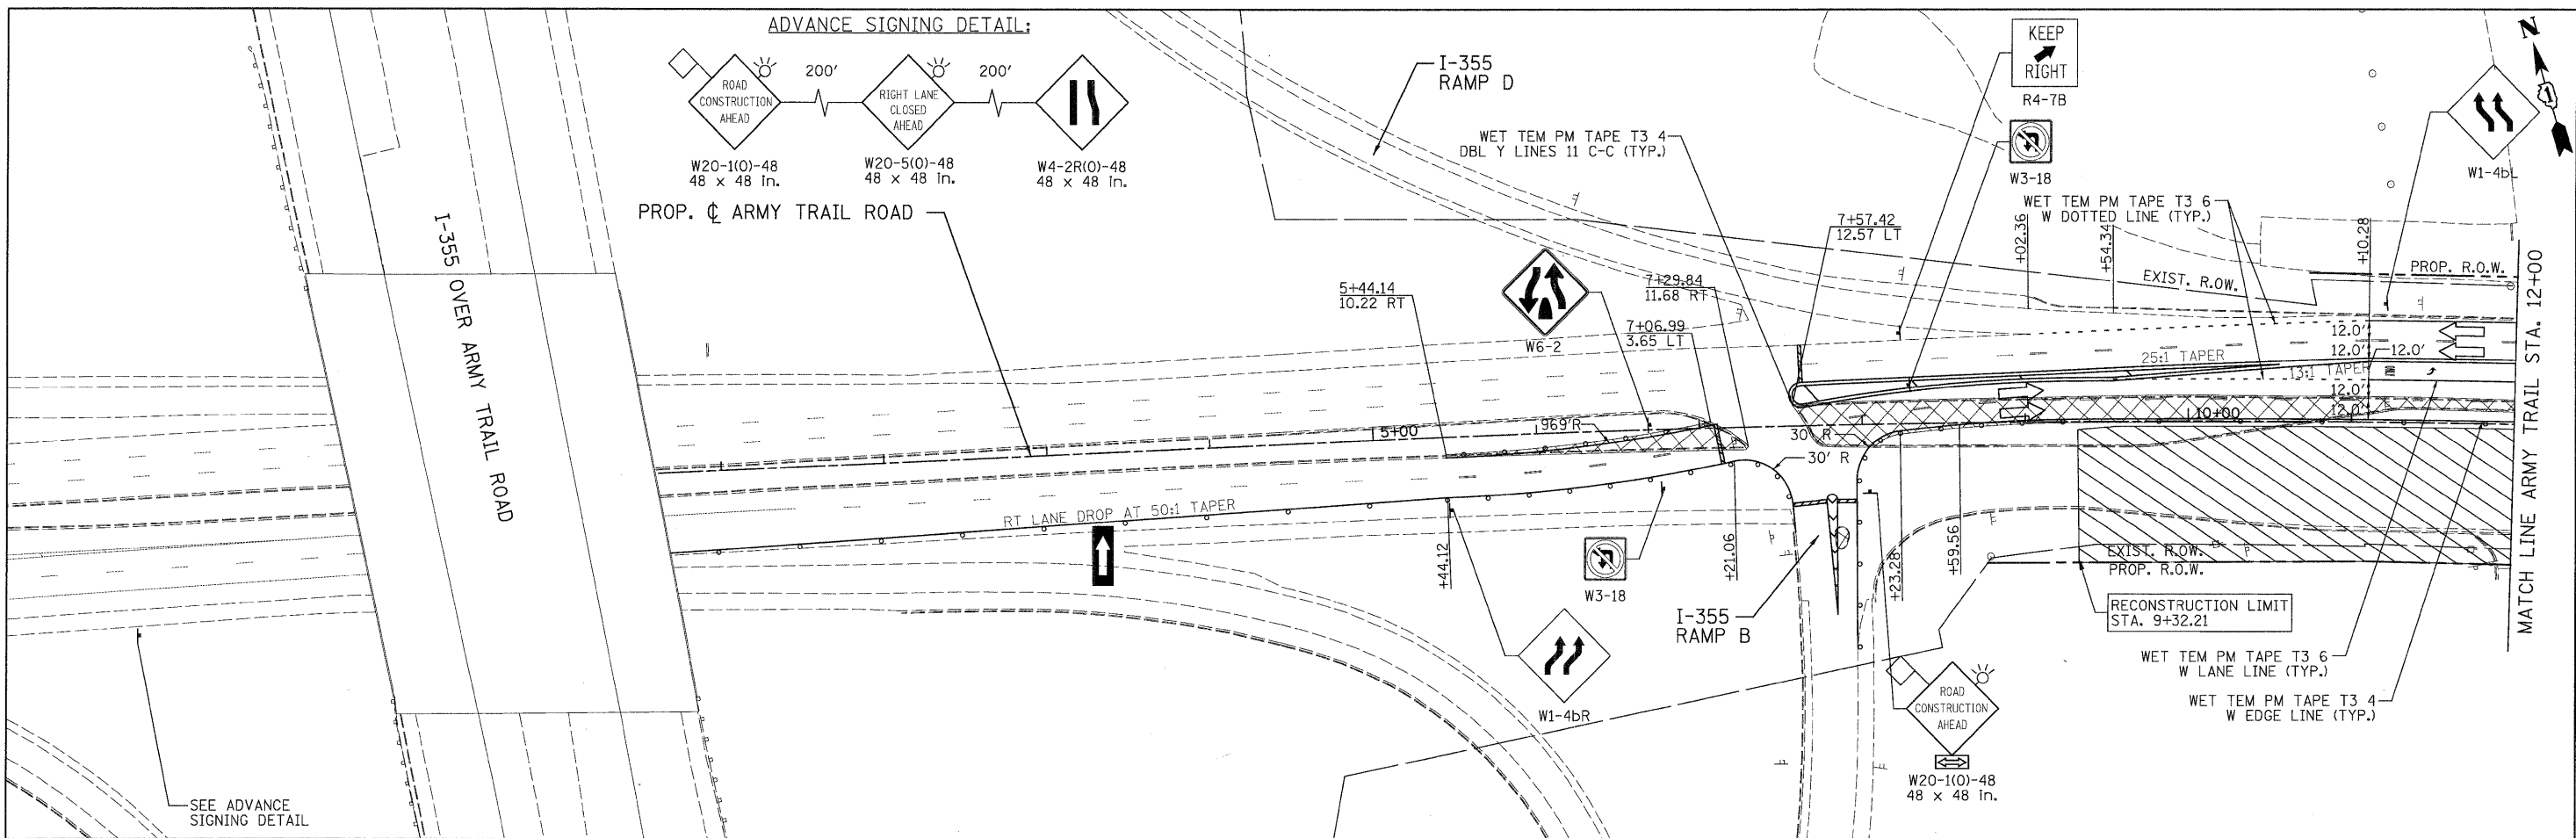 ADVANCE SIGNING DETAIL:
ROAD
CONSTRUCTION
AHEAD
200'
RIGHT LANE
CLOSED
AHEAD
200'
W20-1(O)-48
48 x 48 in.
W20-5(O)-48
48 x 48 in.
W4-2R(O)-48
48 x 48 in.
PROP. ℄ ARMY TRAIL ROAD
I-355 OVER ARMY TRAIL ROAD
I-355
RAMP D
WET TEM PM TAPE T3 4
DBL Y LINES 11 C-C (TYP.)
KEEP
RIGHT
R4-7B
W3-18
N
1
W1-4bL
WET TEM PM TAPE T3 6
W DOTTED LINE (TYP.)
7+57.42
12.57 LT
+02.36
+54.34
+10.28
EXIST. R.O.W.
PROP. R.O.W.
5+44.14
10.22 RT
W6-2
7+29.84
11.68 RT
7+06.99
3.65 LT
12.0'
12.0'
12.0'
12.0'
12.0'
25:1 TAPER
13:1 TAPER
5+00
969'R
30' R
30' R
10+00
RT LANE DROP AT 50:1 TAPER
+44.12
+21.06
+23.28
+59.56
W3-18
W1-4bR
I-355
RAMP B
EXIST. R.O.W.
PROP. R.O.W.
RECONSTRUCTION LIMIT
STA. 9+32.21
WET TEM PM TAPE T3 6
W LANE LINE (TYP.)
WET TEM PM TAPE T3 4
W EDGE LINE (TYP.)
ROAD
CONSTRUCTION
AHEAD
W20-1(O)-48
48 x 48 in.
SEE ADVANCE
SIGNING DETAIL
MATCH LINE ARMY TRAIL STA. 12+00